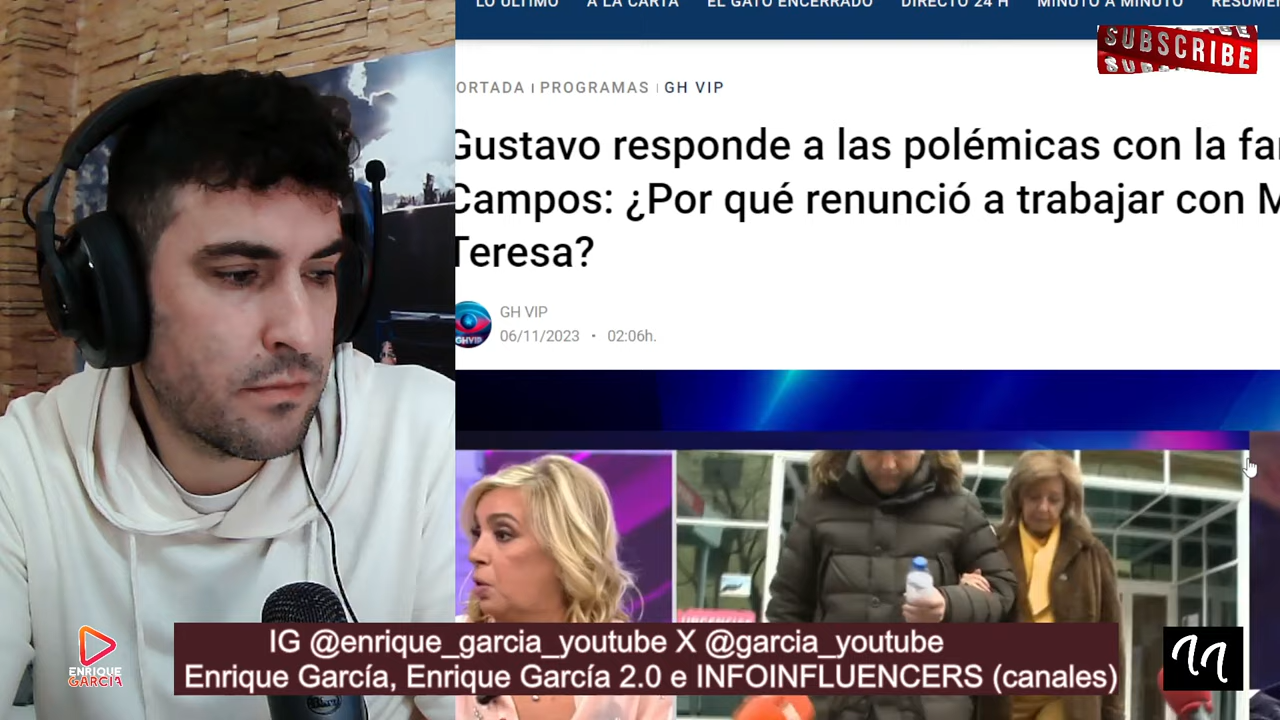 LO ÚLTIMO A LA CARTA EL GATO ENCERRADO DIRECTO 24 H MINUTO A MINUTO
SUBSCRIBE
ORTADA | PROGRAMAS | GH VIP
Gustavo responde a las polémicas con la
Campos: ¿Por qué renunció a trabajar con
Teresa?
GH VIP
06/11/2023 · 02:06h.
GHVIP
IG @enrique_garcia_youtube X @garcia_youtube
Enrique García, Enrique García 2.0 e INFOINFLUENCERS (canales)
ENRIQUE
GARCÍA